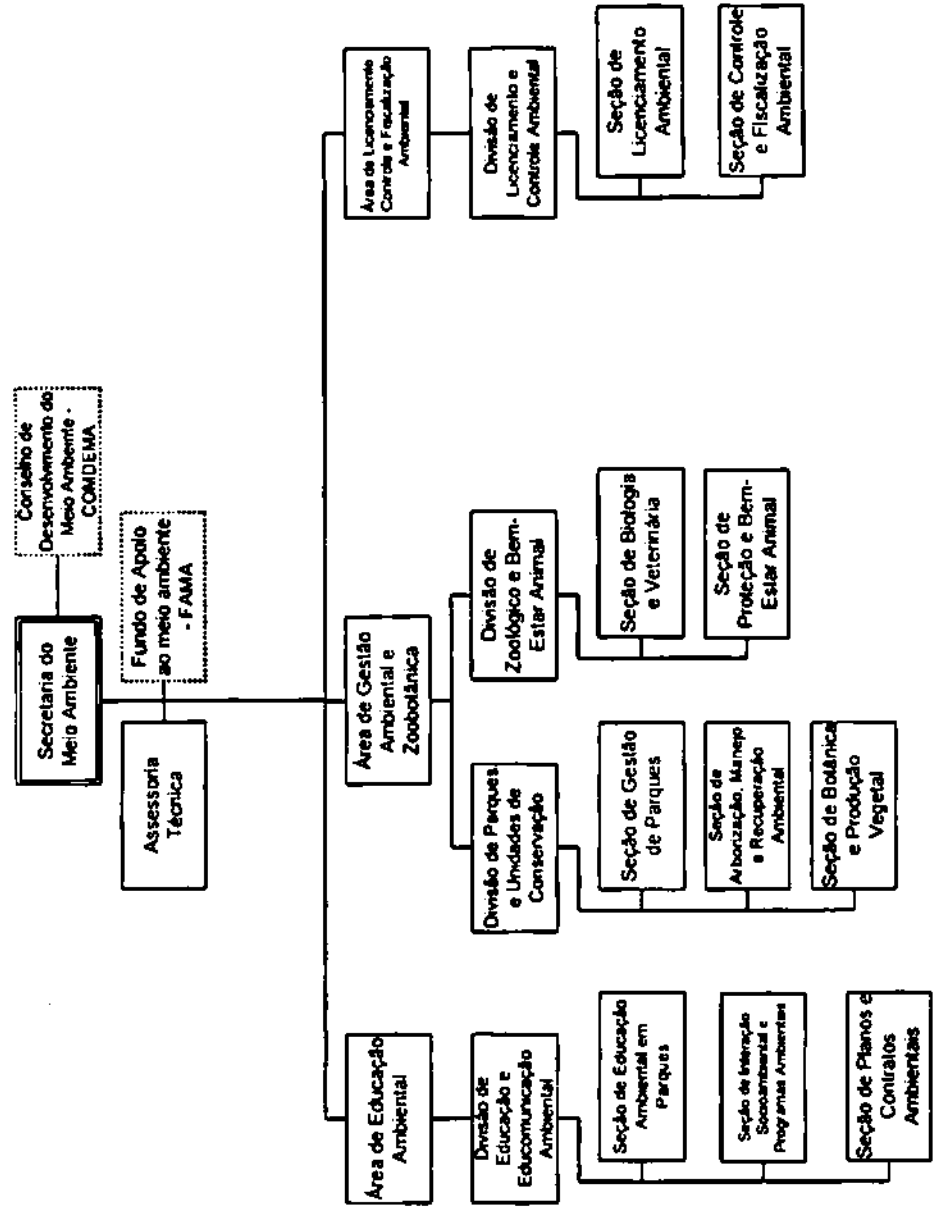 Secretaria do
Meio Ambiente
Conselho de
Desenvolvimento do
Meio Ambiente -
COMDEMA
Assessoria
Técnica
Fundo de Apoio
ao meio ambiente
- FAMA
Área de Educação
Ambiental
Divisão de
Educação e
Educomunicação
Ambiental
Seção de Educação
Ambiental em
Parques
Seção de Interação
Socioambiental e
Programas Ambientais
Seção de Planos e
Contratos
Ambientais
Área de Gestão
Ambiental e
Zoobotânica
Divisão de Parques
e Unidades de
Conservação
Seção de Gestão
de Parques
Seção de
Arborização, Manejo
e Recuperação
Ambiental
Seção de Botânica
e Produção
Vegetal
Divisão de
Zoológico e Bem-
Estar Animal
Seção de Biologia
e Veterinária
Seção de
Proteção e Bem-
Estar Animal
Área de Licenciamento
Controle e Fiscalização
Ambiental
Divisão de
Licenciamento e
Controle Ambiental
Seção de
Licenciamento
Ambiental
Seção de Controle
e Fiscalização
Ambiental